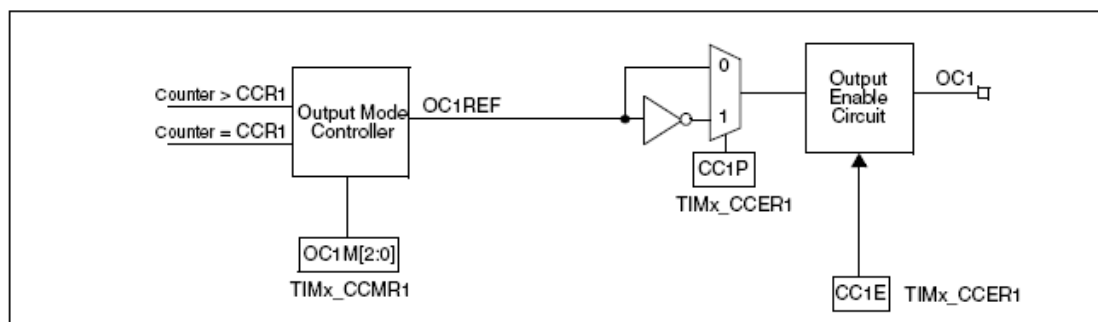 Counter > CCR1
Counter = CCR1
Output Mode
Controller
OC1REF
OC1M[2:0]
TIMx_CCMR1
0
1
CC1P
TIMx_CCER1
Output
Enable
Circuit
OC1
CC1E
TIMx_CCER1